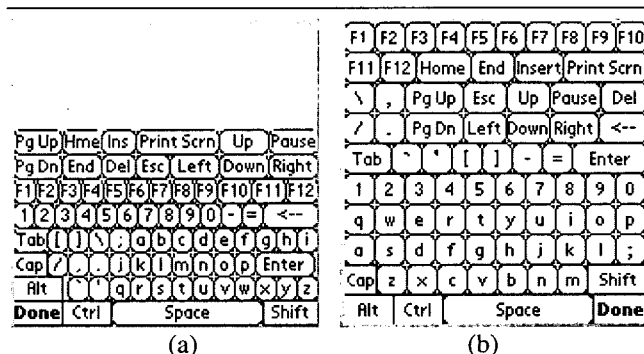 Pg Up Hme Ins Print Scrn Up Pause
Pg Dn End Del Esc Left Down Right
F1 F2 F3 F4 F5 F6 F7 F8 F9 F10 F11 F12
1 2 3 4 5 6 7 8 9 0 - = <--
Tab [ ] \ ; a b c d e f g h i
Cap / , . j k l m n o p Enter
Alt ` ' q r s t u v w x y z
Done Ctrl Space Shift
(a)
F1 F2 F3 F4 F5 F6 F7 F8 F9 F10
F11 F12 Home End Insert Print Scrn
\ , Pg Up Esc Up Pause Del
/ . Pg Dn Left Down Right <--
Tab ` ' [ ] - = Enter
1 2 3 4 5 6 7 8 9 0
q w e r t y u i o p
a s d f g h j k l ;
Cap z x c v b n m Shift
Alt Ctrl Space Done
(b)